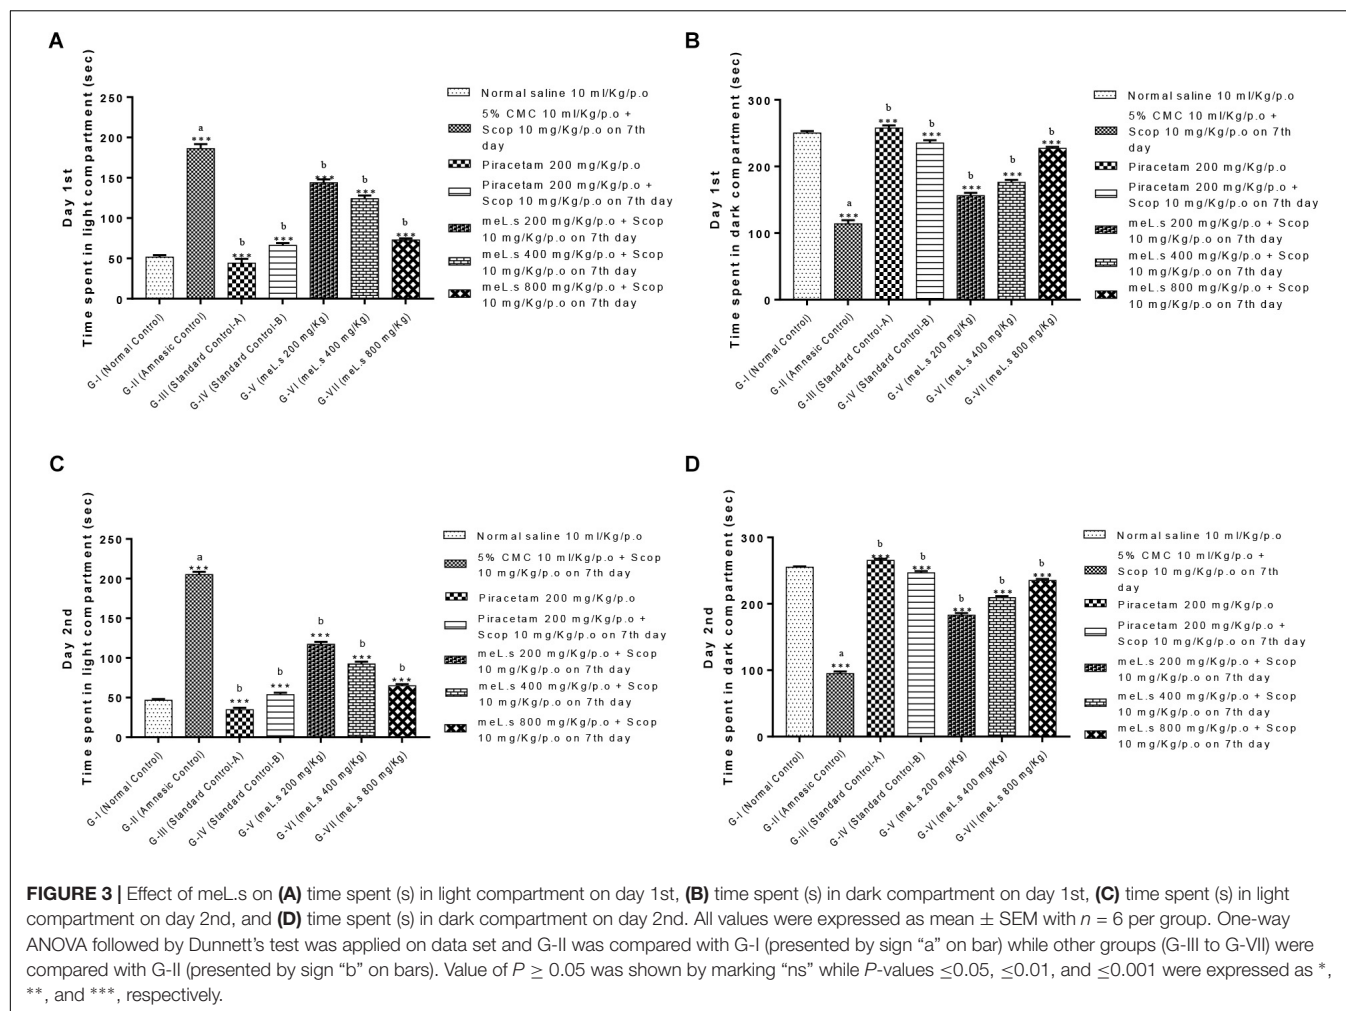 A
Day 1st
Time spent in light compartment (sec)
250
200
150
100
50
0
a
***
b
***
b
***
b
***
b
***
b
***
G-I (Normal Control)
G-II (Amnesic Control)
G-III (Standard Control-A)
G-IV (Standard Control-B)
G-V (meL.s 200 mg/Kg)
G-VI (meL.s 400 mg/Kg)
G-VII (meL.s 800 mg/Kg)
Normal saline 10 ml/Kg/p.o
5% CMC 10 ml/Kg/p.o +
Scop 10 mg/Kg/p.o on 7th
day
Piracetam 200 mg/Kg/p.o
Piracetam 200 mg/Kg/p.o +
Scop 10 mg/Kg/p.o on 7th day
meL.s 200 mg/Kg/p.o + Scop
10 mg/Kg/p.o on 7th day
meL.s 400 mg/Kg/p.o + Scop
10 mg/Kg/p.o on 7th day
meL.s 800 mg/Kg/p.o + Scop
10 mg/Kg/p.o on 7th day
B
Day 1st
Time spent in dark compartment (sec)
300
200
100
0
a
***
b
***
b
***
b
***
b
***
b
***
G-I (Normal Control)
G-II (Amnesic Control)
G-III (Standard Control-A)
G-IV (Standard Control-B)
G-V (meL.s 200 mg/Kg)
G-VI (meL.s 400 mg/Kg)
G-VII (meL.s 800 mg/Kg)
Normal saline 10 ml/Kg/p.o
5% CMC 10 ml/Kg/p.o +
Scop 10 mg/Kg/p.o on 7th
day
Piracetam 200 mg/Kg/p.o
Piracetam 200 mg/Kg/p.o +
Scop 10 mg/Kg/p.o on 7th day
meL.s 200 mg/Kg/p.o + Scop
10 mg/Kg/p.o on 7th day
meL.s 400 mg/Kg/p.o + Scop
10 mg/Kg/p.o on 7th day
meL.s 800 mg/Kg/p.o + Scop
10 mg/Kg/p.o on 7th day
C
Day 2nd
Time spent in light compartment (sec)
250
200
150
100
50
0
a
***
b
***
b
***
b
***
b
***
b
***
G-I (Normal Control)
G-II (Amnesic Control)
G-III (Standard Control-A)
G-IV (Standard Control-B)
G-V (meL.s 200 mg/Kg)
G-VI (meL.s 400 mg/Kg)
G-VII (meL.s 800 mg/Kg)
Normal saline 10 ml/Kg/p.o
5% CMC 10 ml/Kg/p.o + Scop
10 mg/Kg/p.o on 7th day
Piracetam 200 mg/Kg/p.o
Piracetam 200 mg/Kg/p.o
+ Scop 10 mg/Kg/p.o on 7th day
meL.s 200 mg/Kg/p.o + Scop
10 mg/Kg/p.o on 7th day
meL.s 400 mg/Kg/p.o + Scop
10 mg/Kg/p.o on 7th day
meL.s 800 mg/Kg/p.o + Scop
10 mg/Kg/p.o on 7th day
D
Day 2nd
Time spent in dark compartment (sec)
300
200
100
0
a
***
b
***
b
***
b
***
b
***
b
***
G-I (Normal Control)
G-II (Amnesic Control)
G-III (Standard Control-A)
G-IV (Standard Control-B)
G-V (meL.s 200 mg/Kg)
G-VI (meL.s 400 mg/Kg)
G-VII (meL.s 800 mg/Kg)
Normal saline 10 ml/Kg/p.o
5% CMC 10 ml/Kg/p.o +
Scop 10 mg/Kg/p.o on 7th
day
Piracetam 200 mg/Kg/p.o
Piracetam 200 mg/Kg/p.o
+ Scop 10 mg/Kg/p.o on 7th day
meL.s 200 mg/Kg/p.o + Scop
10 mg/Kg/p.o on 7th day
meL.s 400 mg/Kg/p.o + Scop
10 mg/Kg/p.o on 7th day
meL.s 800 mg/Kg/p.o + Scop
10 mg/Kg/p.o on 7th day
FIGURE 3 | Effect of meL.s on (A) time spent (s) in light compartment on day 1st, (B) time spent (s) in dark compartment on day 1st, (C) time spent (s) in light
compartment on day 2nd, and (D) time spent (s) in dark compartment on day 2nd. All values were expressed as mean ± SEM with n = 6 per group. One-way
ANOVA followed by Dunnett's test was applied on data set and G-II was compared with G-I (presented by sign "a" on bar) while other groups (G-III to G-VII) were
compared with G-II (presented by sign "b" on bars). Value of P ≥ 0.05 was shown by marking "ns" while P-values ≤0.05, ≤0.01, and ≤0.001 were expressed as *,
**, and ***, respectively.